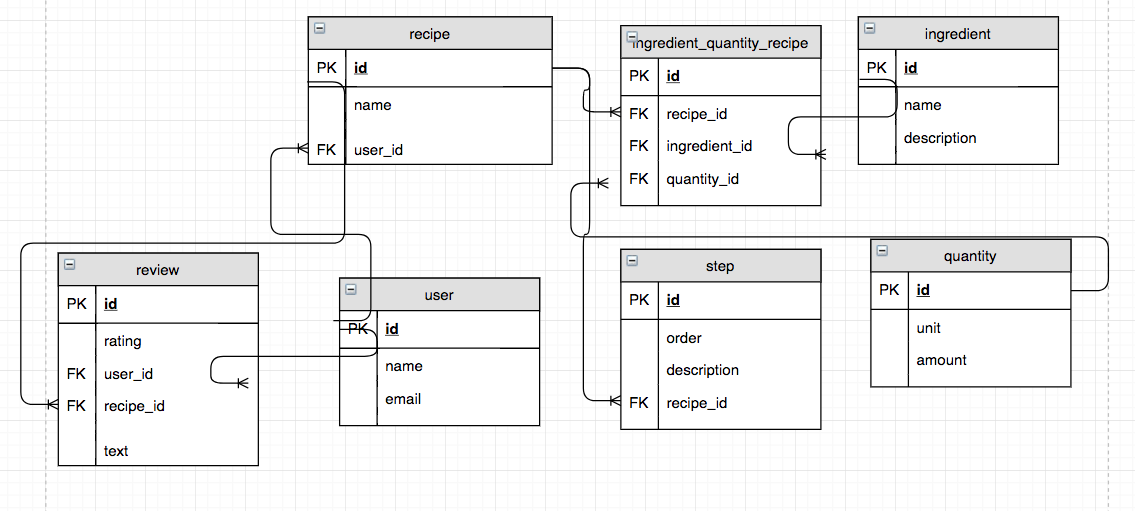 recipe
PK id
name
FK user_id
ingredient_quantity_recipe
PK id
FK recipe_id
FK ingredient_id
FK quantity_id
ingredient
PK id
name
description
review
PK id
rating
FK user_id
FK recipe_id
text
user
PK id
name
email
step
PK id
order
description
FK recipe_id
quantity
PK id
unit
amount